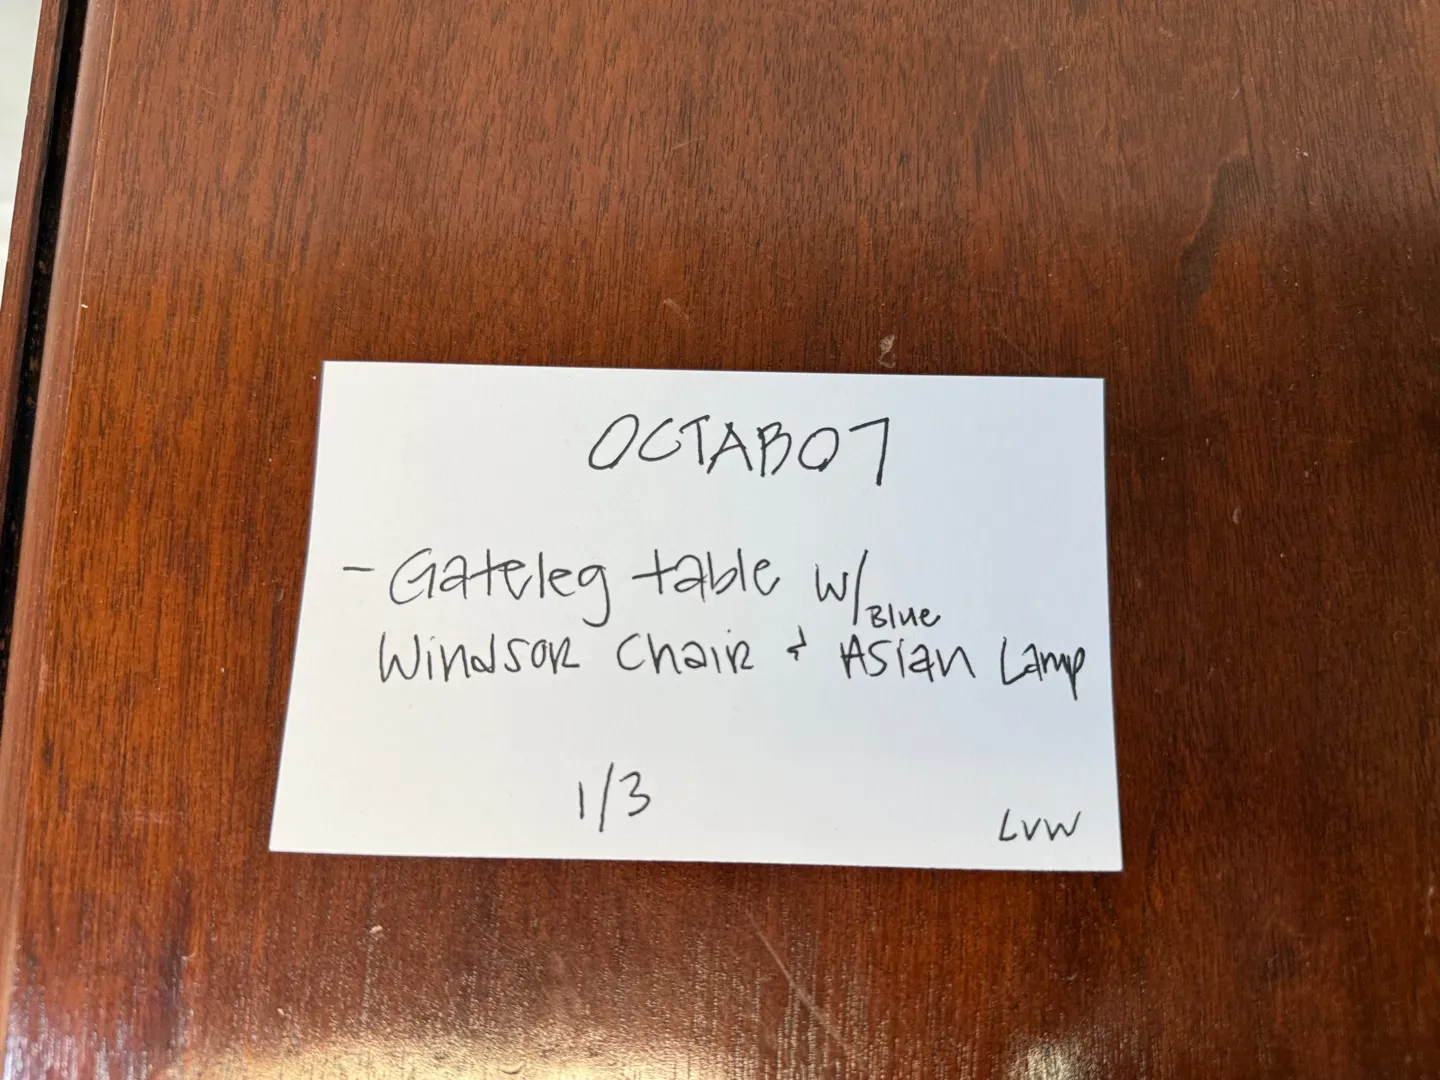 OCTAB07
- Gateleg table w/ Blue
Windsor Chair & Asian Lamp
1/3
LVW